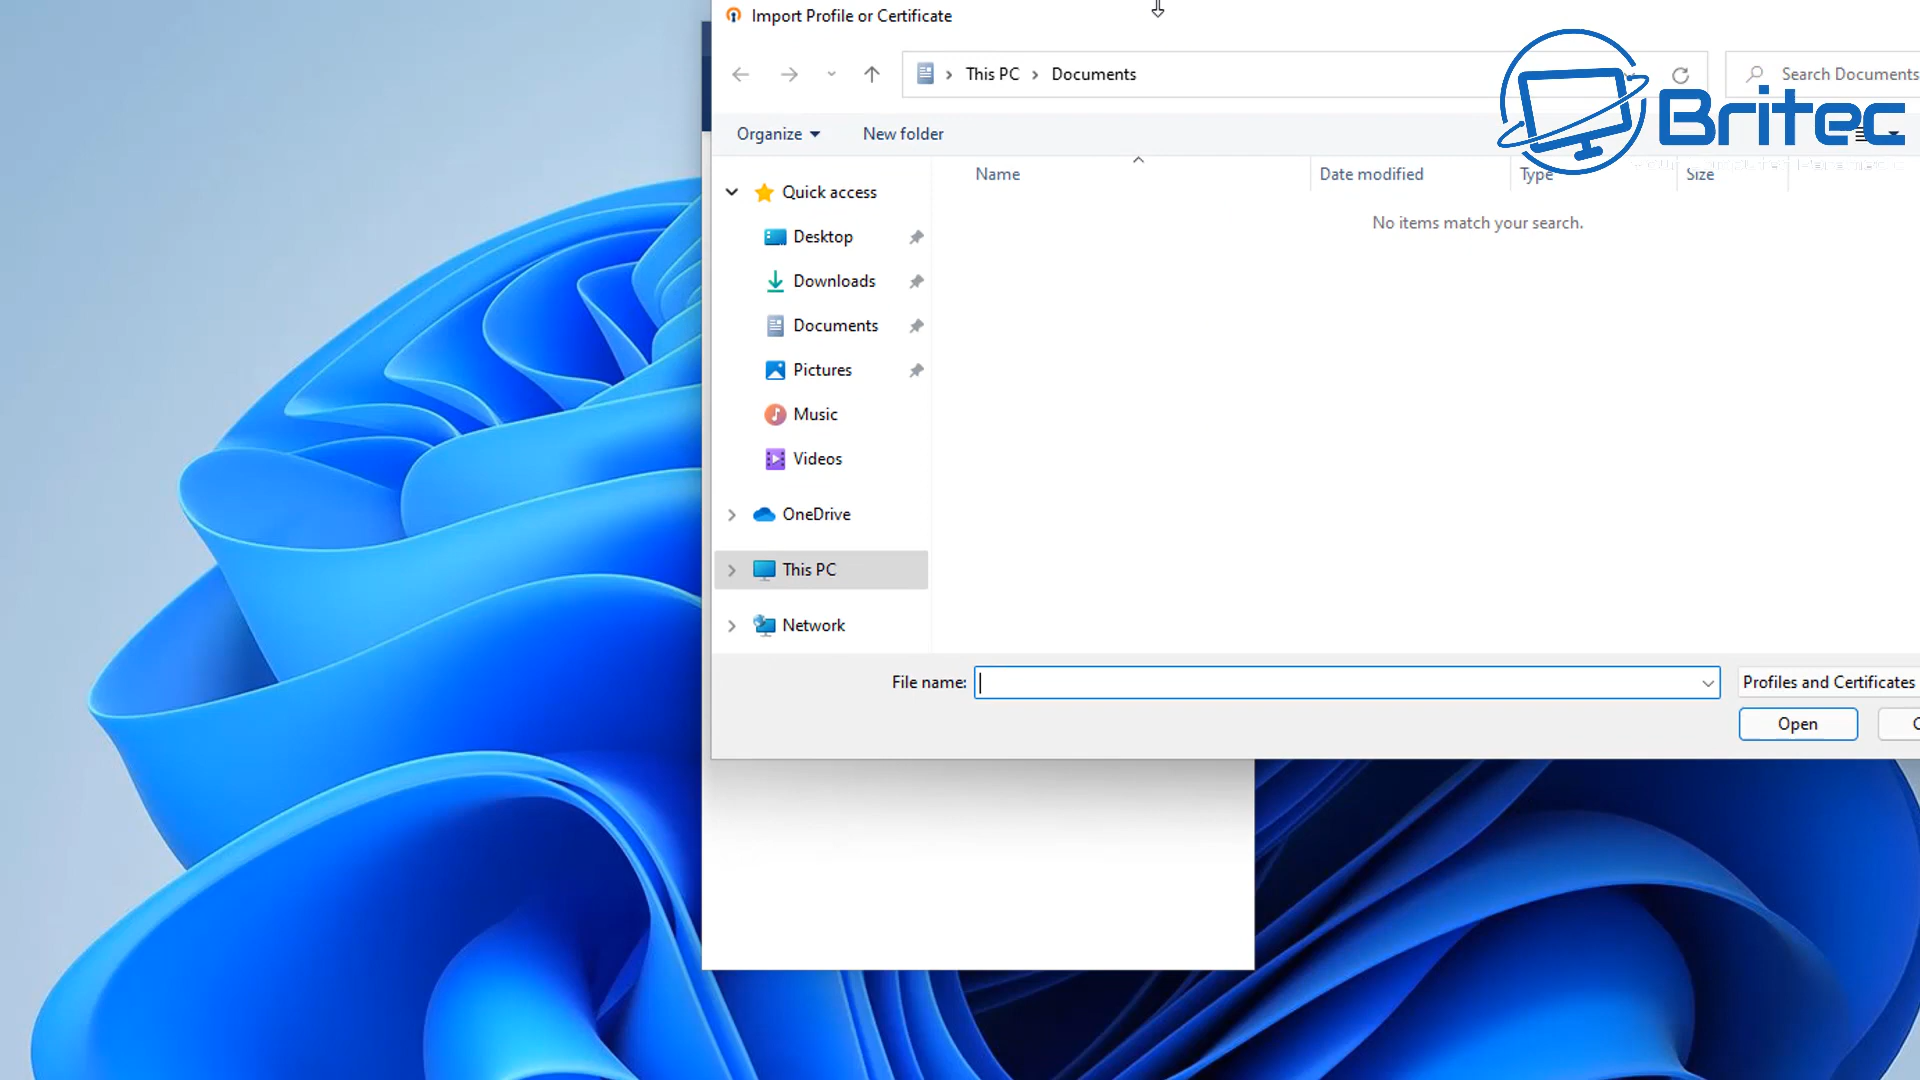 Import Profile or Certificate
This PC
Documents
Search Documents
Britec
Organize
New folder
Name
Date modified
Type
Size
No items match your search.
Quick access
Desktop
Downloads
Documents
Pictures
Music
Videos
OneDrive
This PC
Network
File name:
Profiles and Certificates
Open
C